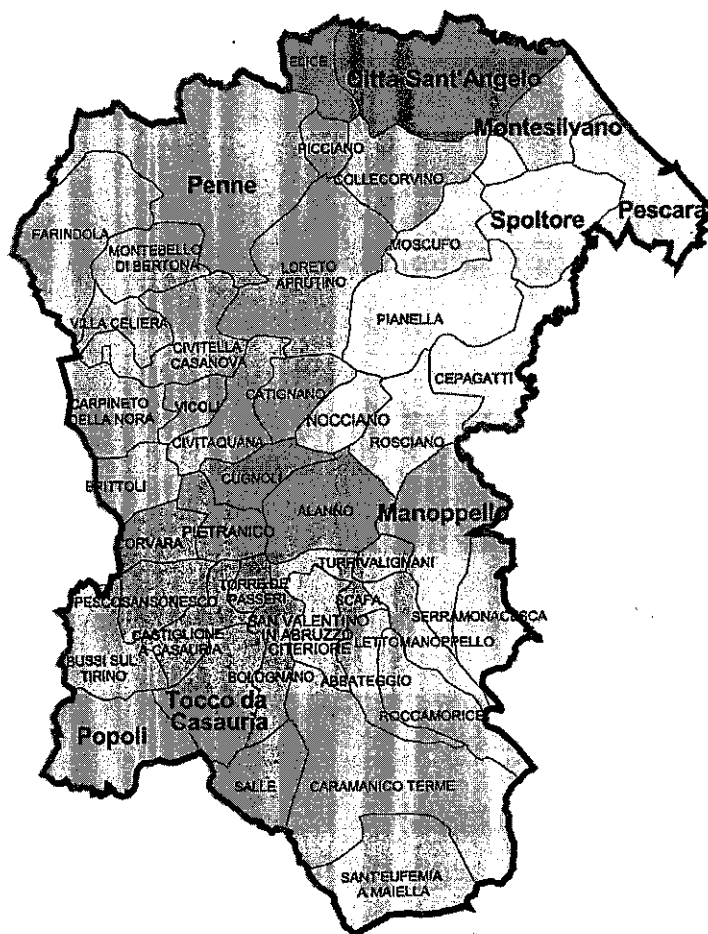 ELICE
Città Sant'Angelo
Montesilvano
PICCIANO
COLLECORVINO
Penne
Spoltore
Pescara
FARINDOLA
MONTEBELLO
DI BERTONA
MOSCUFO
LORETO
APRUTINO
VILLA CELIERA
PIANELLA
CIVITELLA
CASANOVA
CEPAGATTI
CARPINETO
DELLA NORA
VICOLI
CATIGNANO
NOCCIANO
CIVITAQUANA
ROSCIANO
BRITTOLI
CUGNOLI
ALANNO
Manoppello
CORVARA
PIETRANICO
TURRIVALIGNANI
PESCOSANSONESCO
TORRE DE'
PASSERI
SCAFA
SERRAMONACESCA
CASTIGLIONE
A CASAURIA
SAN VALENTINO
IN ABRUZZO
CITERIORE
LETTOMANOPPELLO
BUSSI SUL
TIRINO
BOLOGNANO
ABBATEGGIO
Tocco da
Casauria
ROCCAMORICE
Popoli
SALLE
CARAMANICO TERME
SANT'EUFEMIA
A MAIELLA